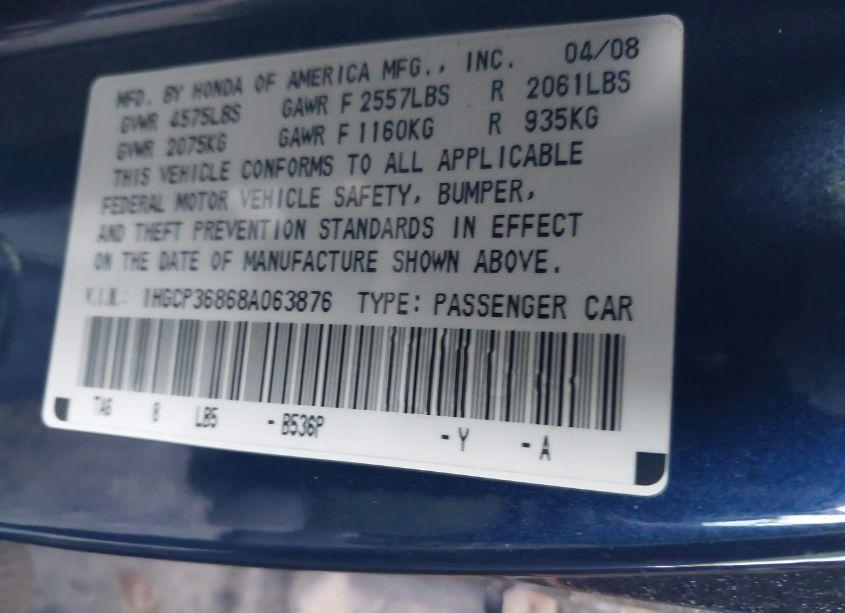 MFD. BY HONDA OF AMERICA MFG., INC. 04/08
GVWR 4575LBS GAWR F 2557LBS R 2061LBS
GVWR 2075KG GAWR F 1160KG R 935KG
THIS VEHICLE CONFORMS TO ALL APPLICABLE
FEDERAL MOTOR VEHICLE SAFETY, BUMPER,
AND THEFT PREVENTION STANDARDS IN EFFECT
ON THE DATE OF MANUFACTURE SHOWN ABOVE.
V.I.N.: 1HGCP36868A063876 TYPE: PASSENGER CAR
TAG 8 LB5 - B536P - Y - A